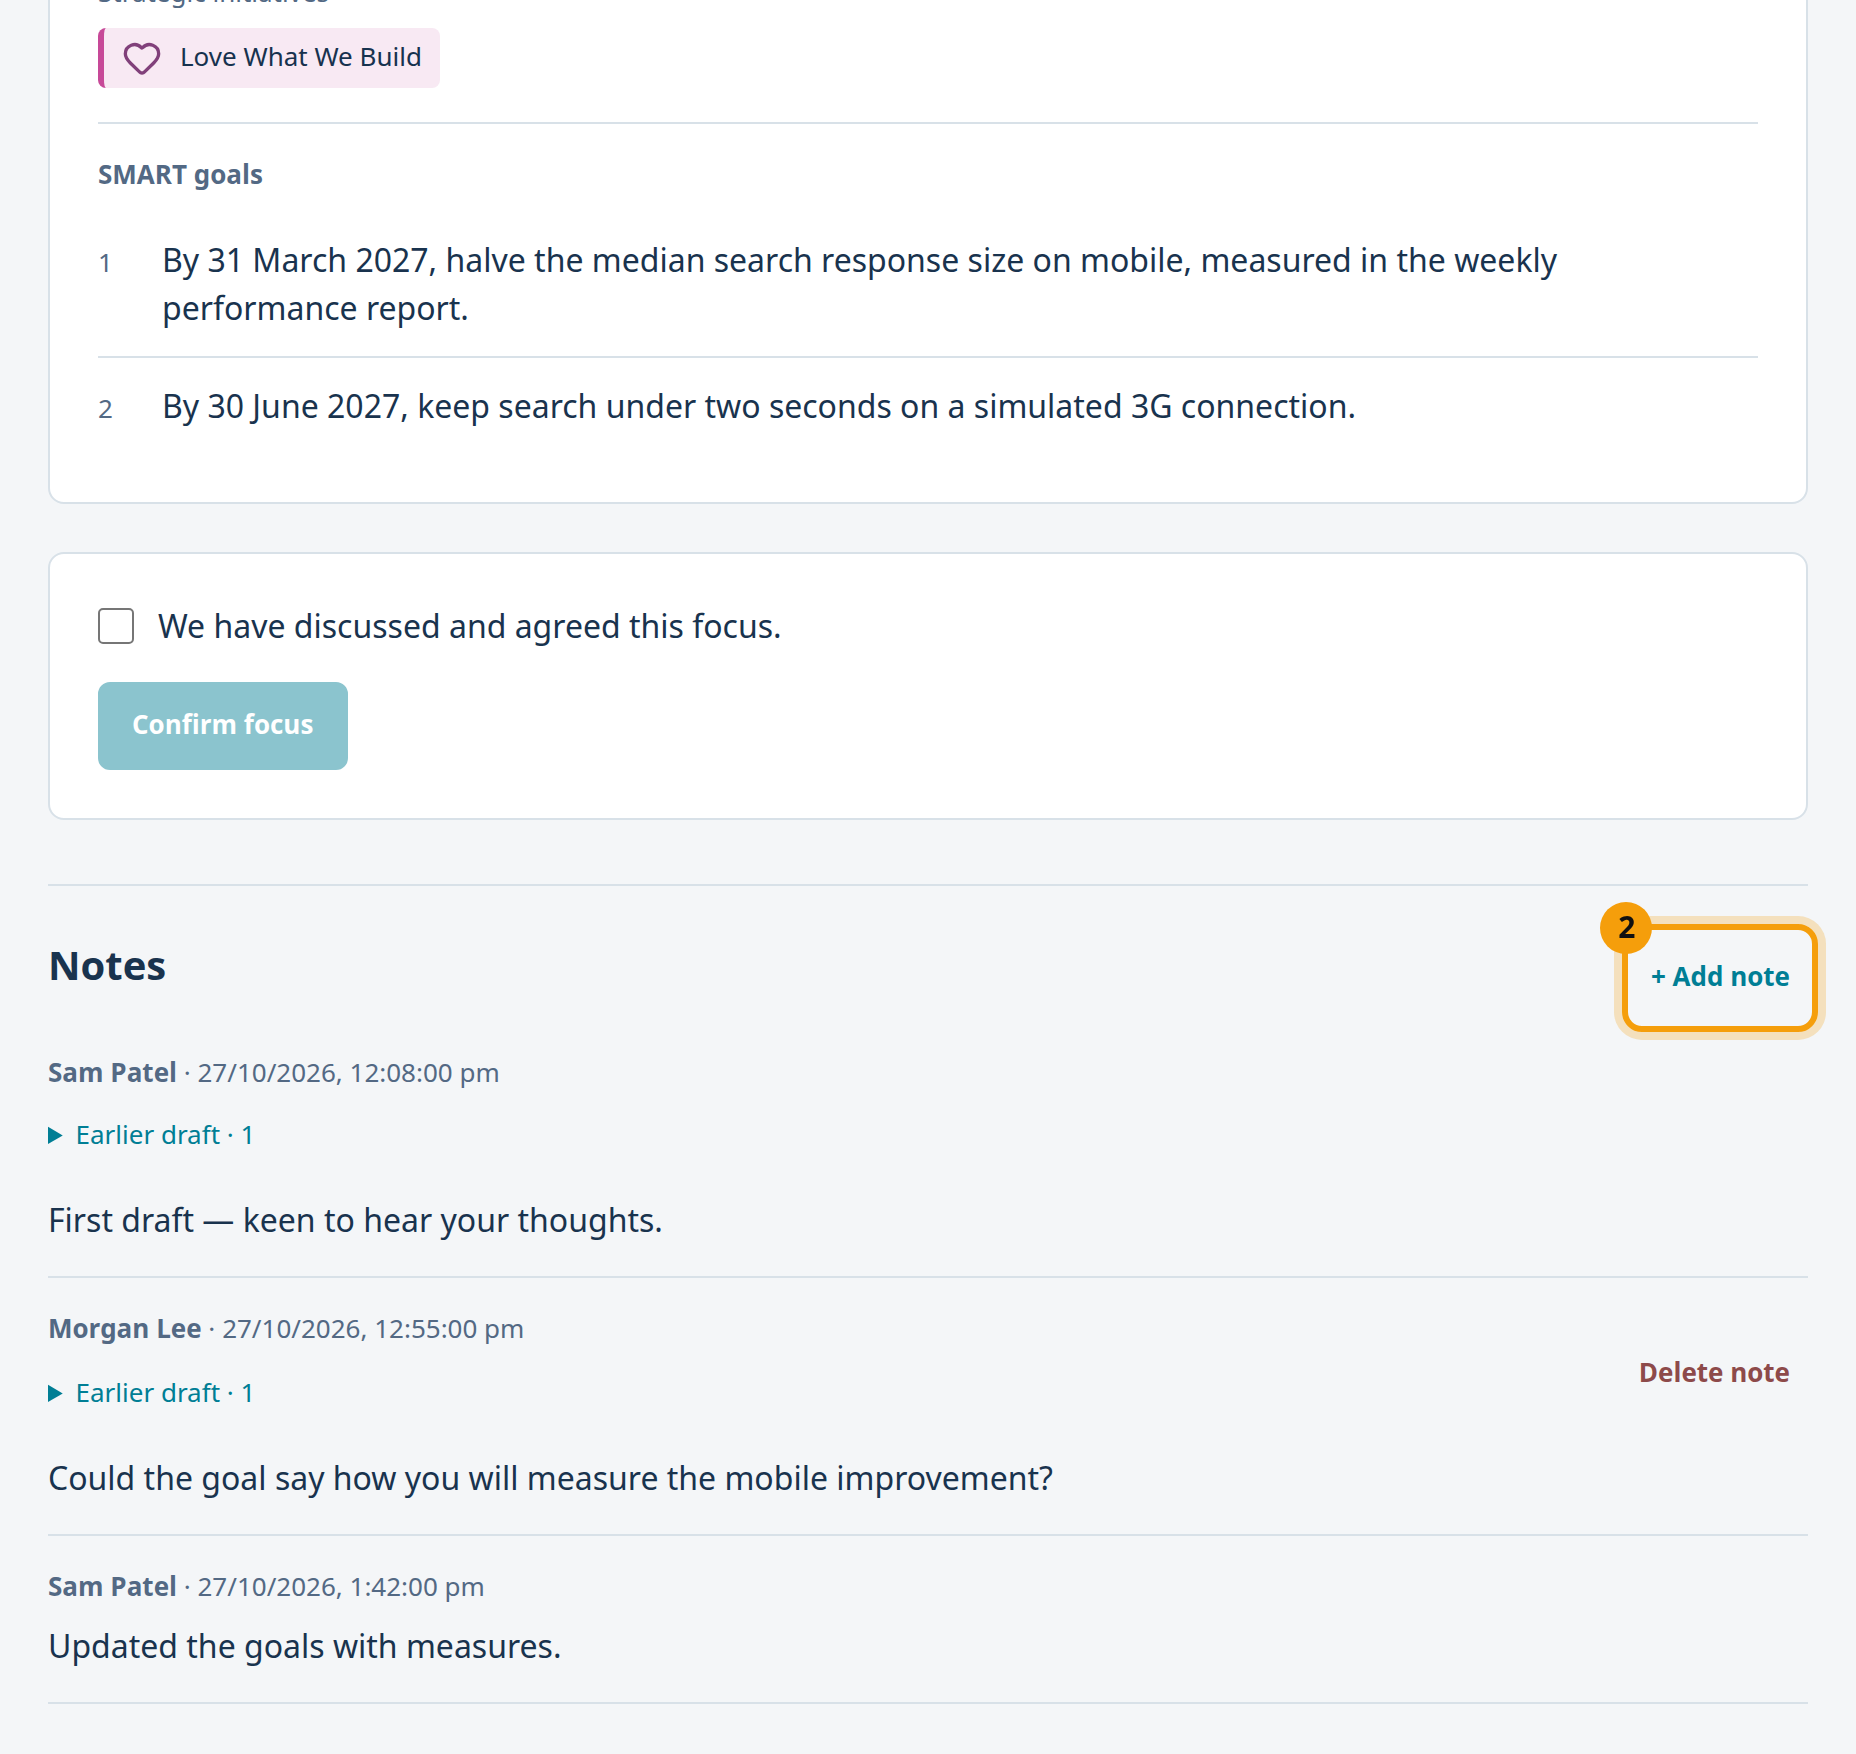 Strategic initiatives
Love What We Build
SMART goals
1 By 31 March 2027, halve the median search response size on mobile, measured in the weekly
performance report.
2 By 30 June 2027, keep search under two seconds on a simulated 3G connection.
We have discussed and agreed this focus.
Confirm focus
2
Notes
+ Add note
Sam Patel · 27/10/2026, 12:08:00 pm
Earlier draft · 1
First draft — keen to hear your thoughts.
Morgan Lee · 27/10/2026, 12:55:00 pm
Delete note
Earlier draft · 1
Could the goal say how you will measure the mobile improvement?
Sam Patel · 27/10/2026, 1:42:00 pm
Updated the goals with measures.